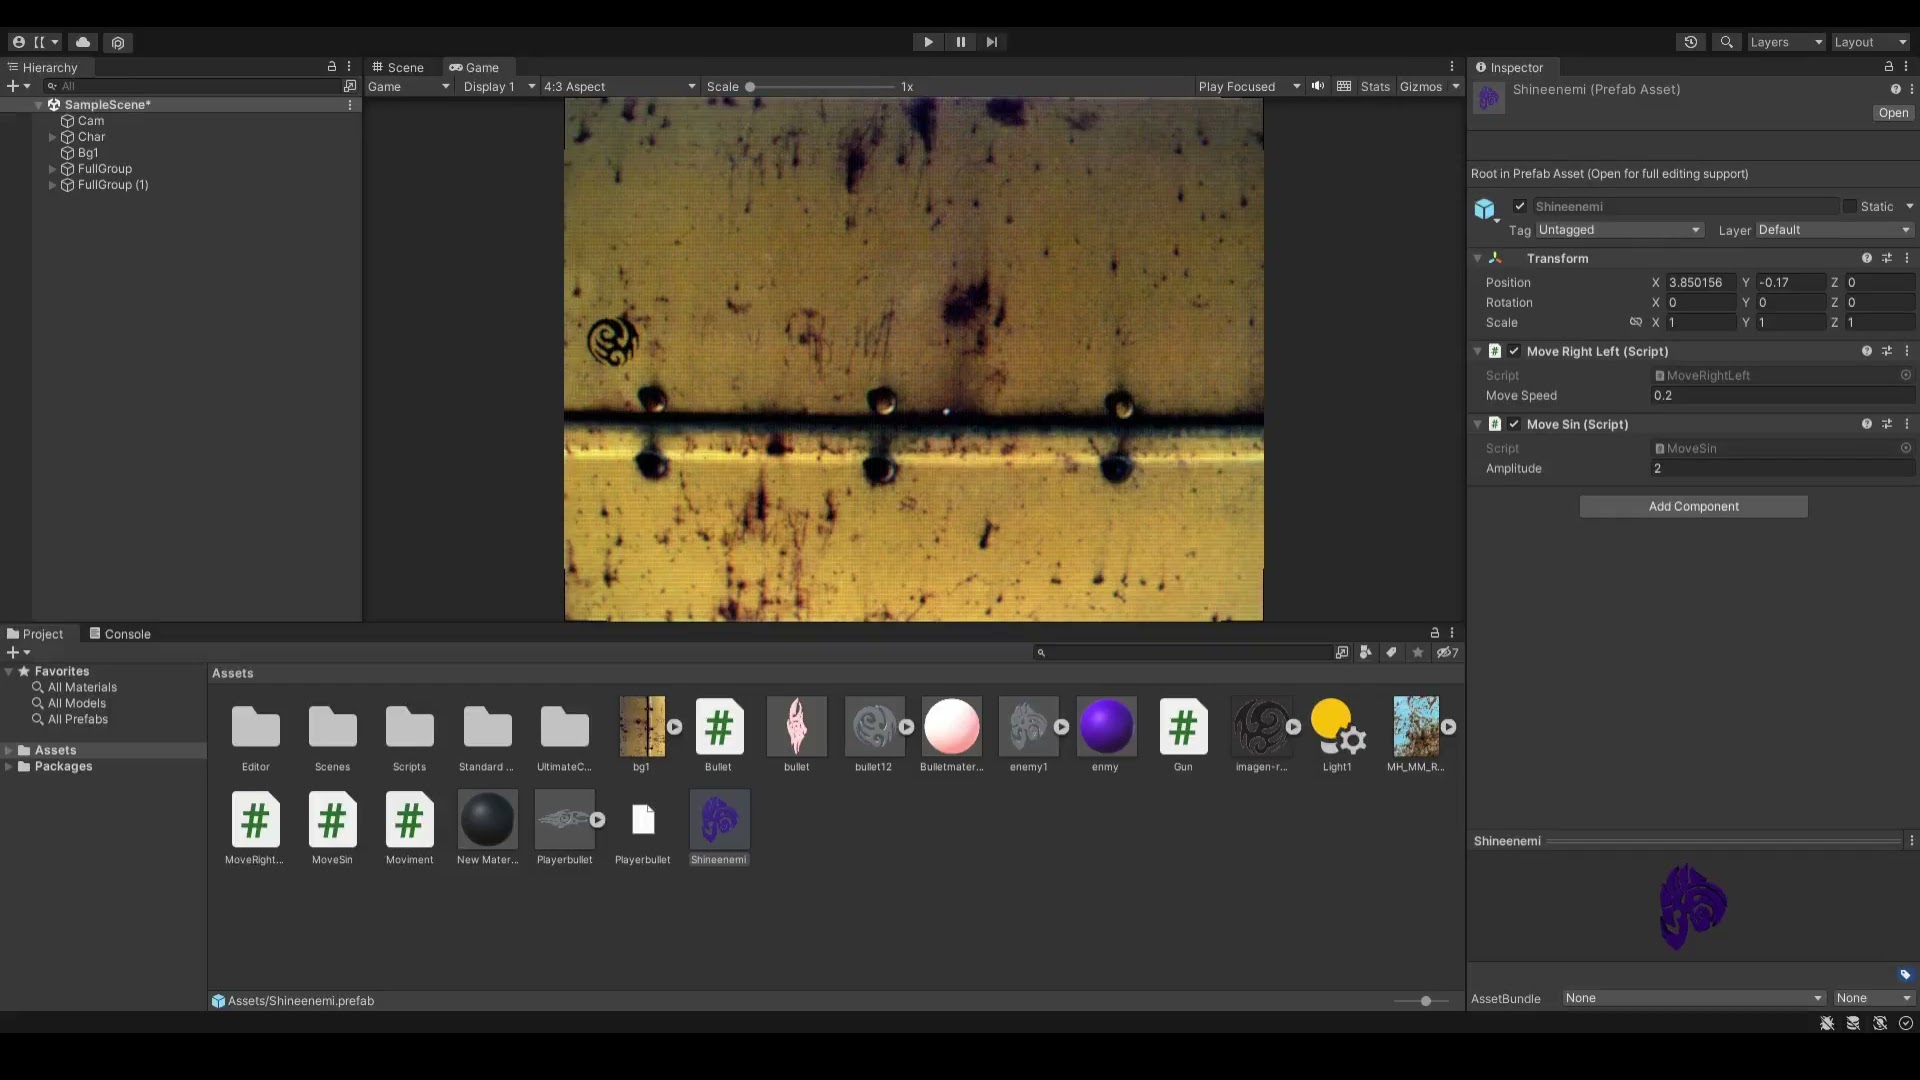 Layers
Layout
Hierarchy
Scene
Game
Inspector
All
Game
Display 1
4:3 Aspect
Scale
1x
Play Focused
Stats
Gizmos
Shineenemi (Prefab Asset)
Open
SampleScene*
Cam
Char
Bg1
FullGroup
FullGroup (1)
Root in Prefab Asset (Open for full editing support)
Shineenemi
Static
Tag
Untagged
Layer
Default
Transform
Position
X 3.850156 Y -0.17 Z 0
Rotation
X 0 Y 0 Z 0
Scale
X 1 Y 1 Z 1
# Move Right Left (Script)
Script
MoveRightLeft
Move Speed
0.2
# Move Sin (Script)
Script
MoveSin
Amplitude
2
Add Component
Project
Console
7
Favorites
All Materials
All Models
All Prefabs
Assets
Packages
Assets
Editor
Scenes
Scripts
Standard ...
UltimateC...
bg1
Bullet
bullet
bullet12
Bulletmater...
enemy1
enmy
Gun
imagen-r...
Light1
MH_MM_R...
MoveRight...
MoveSin
Moviment
New Mater...
Playerbullet
Playerbullet
Shineenemi
Assets/Shineenemi.prefab
Shineenemi
AssetBundle
None
None